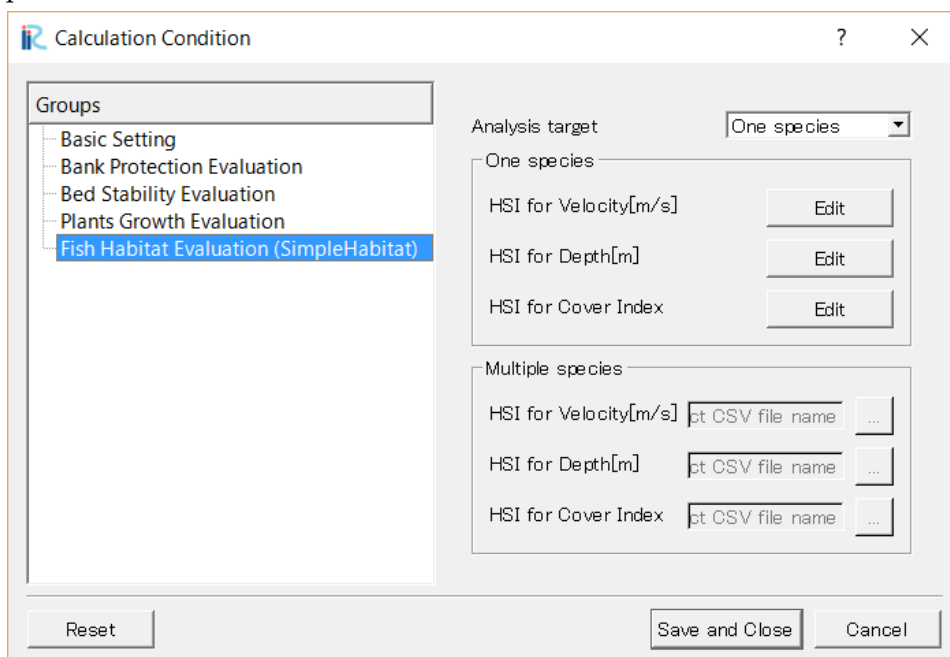 iRC Calculation Condition ? ×
Groups
Basic Setting
Bank Protection Evaluation
Bed Stability Evaluation
Plants Growth Evaluation
Fish Habitat Evaluation (SimpleHabitat)
Analysis target One species
One species
HSI for Velocity[m/s] Edit
HSI for Depth[m] Edit
HSI for Cover Index Edit
Multiple species
HSI for Velocity[m/s] ct CSV file name ...
HSI for Depth[m] ct CSV file name ...
HSI for Cover Index ct CSV file name ...
Reset Save and Close Cancel